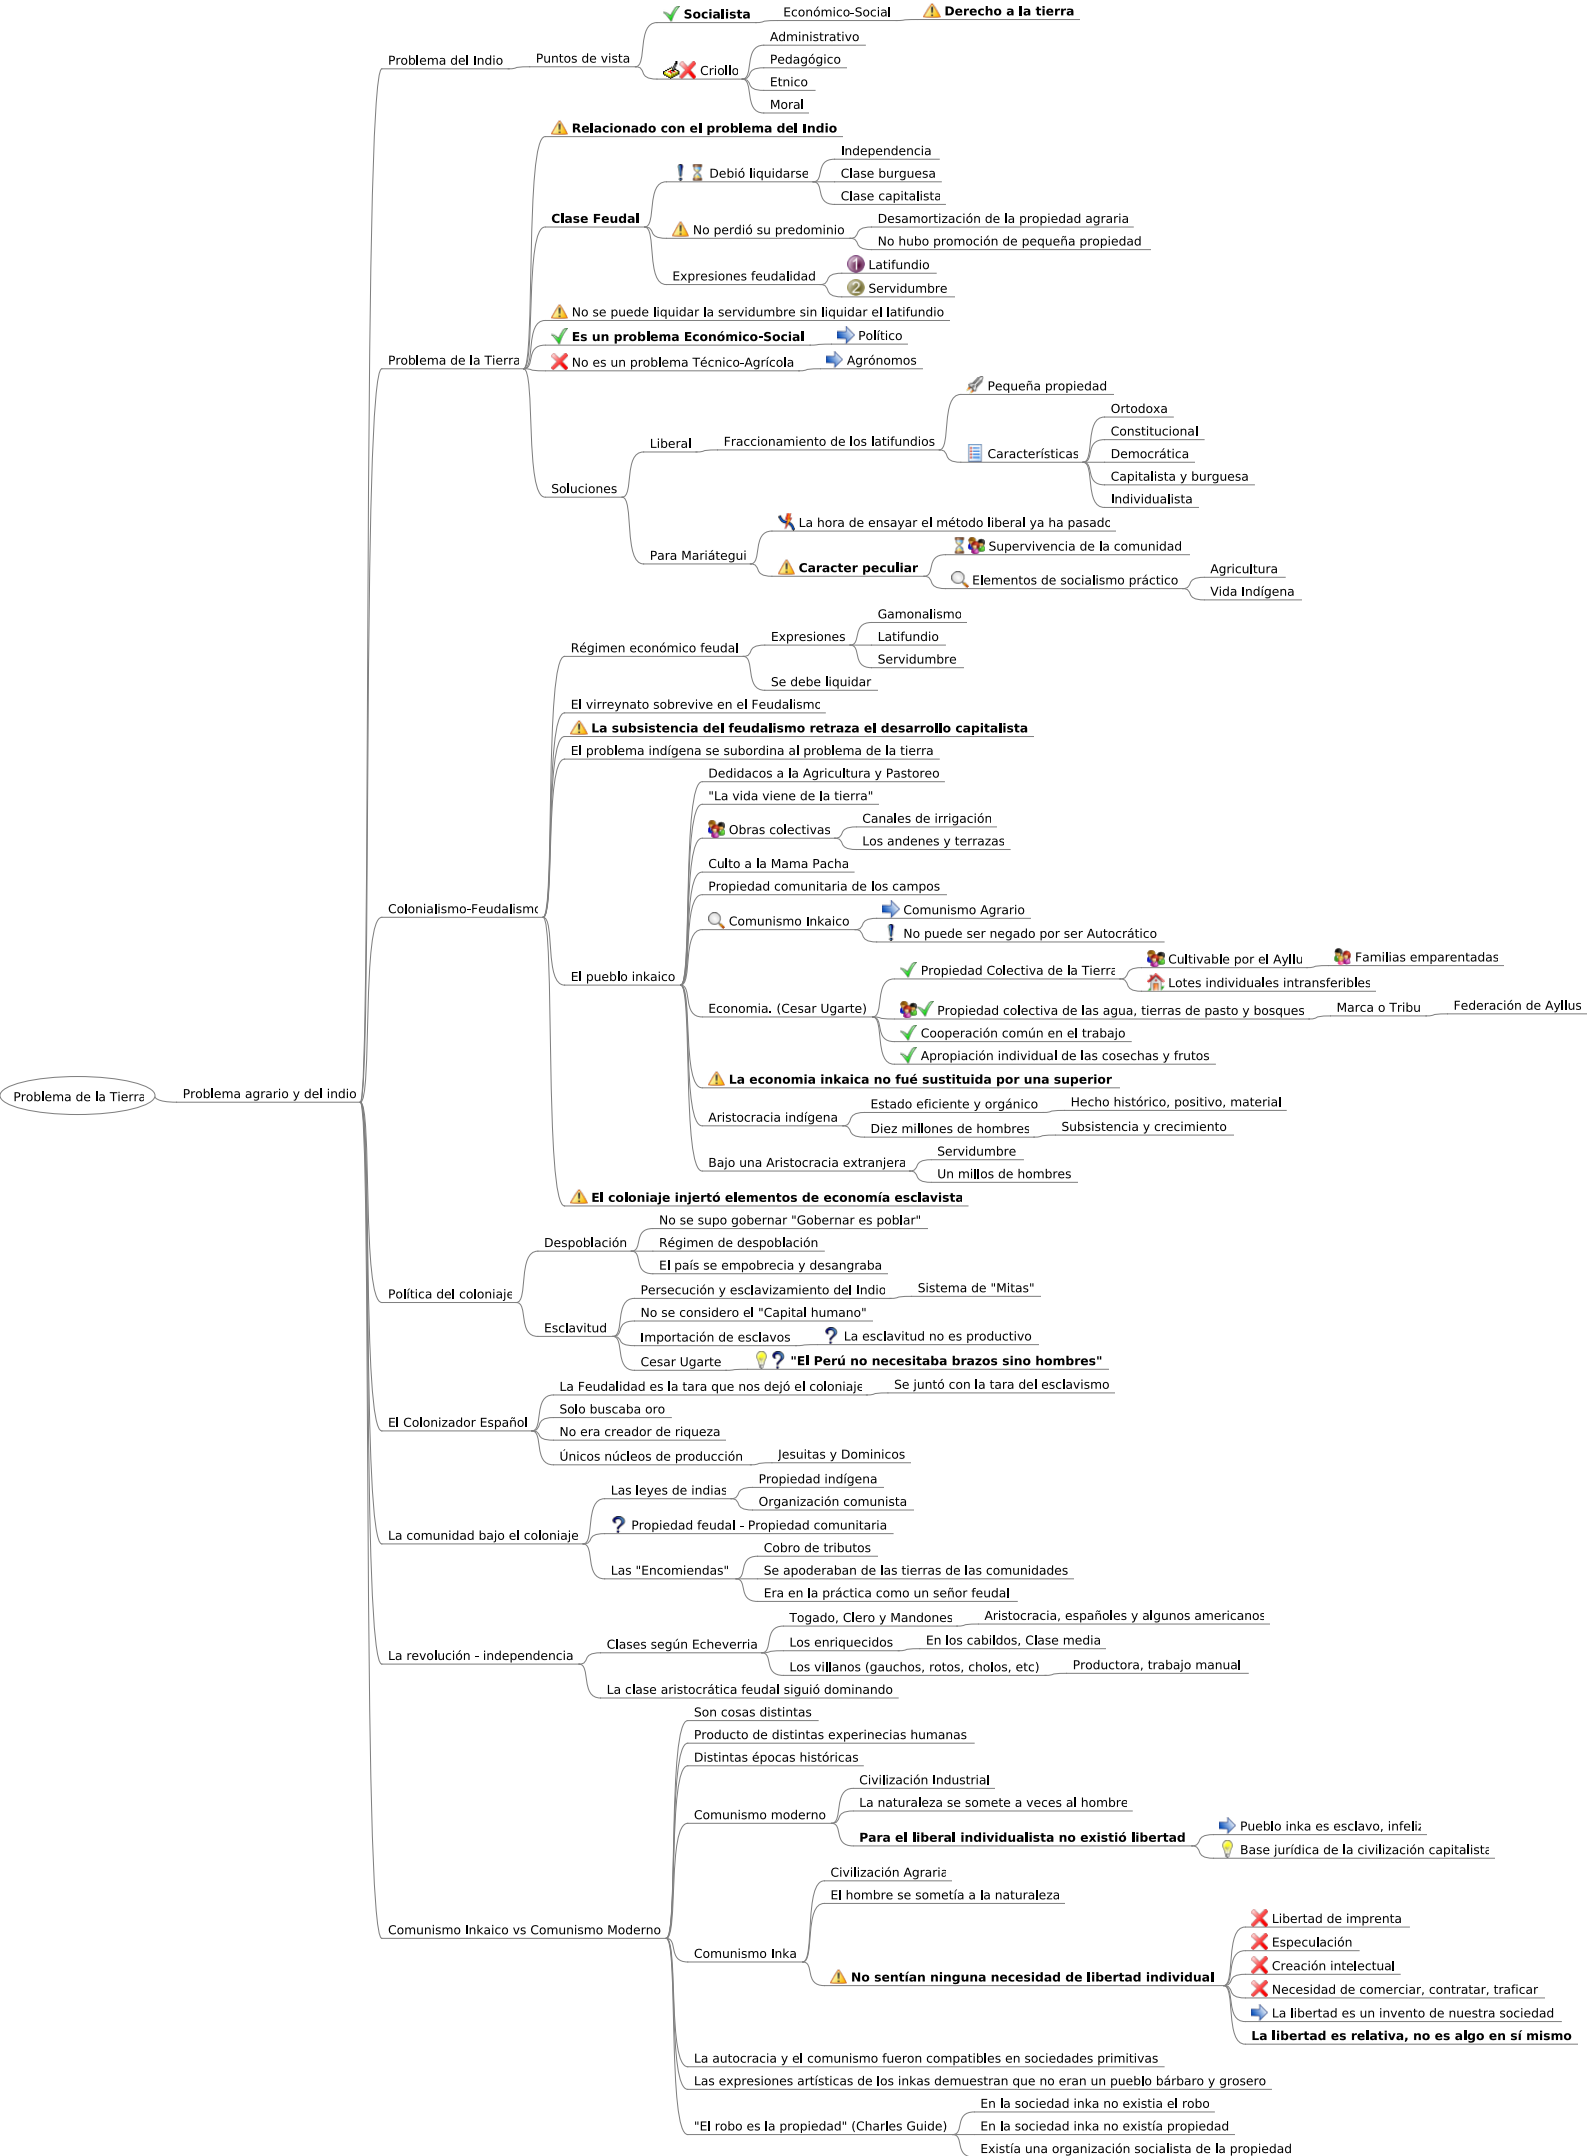 Problema de la Tierra
Problema agrario y del indio
Problema del Indio
Puntos de vista
Socialista
Económico-Social
Derecho a la tierra
Criollo
Administrativo
Pedagógico
Etnico
Moral
Problema de la Tierra
Relacionado con el problema del Indio
Clase Feudal
Debió liquidarse
Independencia
Clase burguesa
Clase capitalista
No perdió su predominio
Desamortización de la propiedad agraria
No hubo promoción de pequeña propiedad
Expresiones feudalidad
1 Latifundio
2 Servidumbre
No se puede liquidar la servidumbre sin liquidar el latifundio
Es un problema Económico-Social
Político
No es un problema Técnico-Agrícola
Agrónomos
Soluciones
Liberal
Fraccionamiento de los latifundios
Pequeña propiedad
Características
Ortodoxa
Constitucional
Democrática
Capitalista y burguesa
Individualista
Para Mariátegui
La hora de ensayar el método liberal ya ha pasado
Caracter peculiar
Supervivencia de la comunidad
Elementos de socialismo práctico
Agricultura
Vida Indígena
Colonialismo-Feudalismo
Régimen económico feudal
Expresiones
Gamonalismo
Latifundio
Servidumbre
Se debe liquidar
El virreynato sobrevive en el Feudalismo
La subsistencia del feudalismo retraza el desarrollo capitalista
El problema indígena se subordina al problema de la tierra
El pueblo inkaico
Dedidacos a la Agricultura y Pastoreo
"La vida viene de la tierra"
Obras colectivas
Canales de irrigación
Los andenes y terrazas
Culto a la Mama Pacha
Propiedad comunitaria de los campos
Comunismo Inkaico
Comunismo Agrario
No puede ser negado por ser Autocrático
Economia. (Cesar Ugarte)
Propiedad Colectiva de la Tierra
Cultivable por el Ayllu
Familias emparentadas
Lotes individuales intransferibles
Propiedad colectiva de las agua, tierras de pasto y bosques
Marca o Tribu
Federación de Ayllus
Cooperación común en el trabajo
Apropiación individual de las cosechas y frutos
La economia inkaica no fué sustituida por una superior
Aristocracia indígena
Estado eficiente y orgánico
Hecho histórico, positivo, material
Diez millones de hombres
Subsistencia y crecimiento
Bajo una Aristocracia extranjera
Servidumbre
Un millos de hombres
El coloniaje injertó elementos de economía esclavista
Política del coloniaje
Despoblación
No se supo gobernar "Gobernar es poblar"
Régimen de despoblación
El país se empobrecia y desangraba
Esclavitud
Persecución y esclavizamiento del Indio
Sistema de "Mitas"
No se considero el "Capital humano"
Importación de esclavos
La esclavitud no es productivo
Cesar Ugarte
"El Perú no necesitaba brazos sino hombres"
El Colonizador Español
La Feudalidad es la tara que nos dejó el coloniaje
Se juntó con la tara del esclavismo
Solo buscaba oro
No era creador de riqueza
Únicos núcleos de producción
Jesuitas y Dominicos
La comunidad bajo el coloniaje
Las leyes de indias
Propiedad indígena
Organización comunista
Propiedad feudal - Propiedad comunitaria
Las "Encomiendas"
Cobro de tributos
Se apoderaban de las tierras de las comunidades
Era en la práctica como un señor feudal
La revolución - independencia
Clases según Echeverria
Togado, Clero y Mandones
Aristocracia, españoles y algunos americanos
Los enriquecidos
En los cabildos, Clase media
Los villanos (gauchos, rotos, cholos, etc)
Productora, trabajo manual
La clase aristocrática feudal siguió dominando
Comunismo Inkaico vs Comunismo Moderno
Son cosas distintas
Producto de distintas experinecias humanas
Distintas épocas históricas
Comunismo moderno
Civilización Industrial
La naturaleza se somete a veces al hombre
Para el liberal individualista no existió libertad
Pueblo inka es esclavo, infeliz
Base jurídica de la civilización capitalista
Comunismo Inka
Civilización Agraria
El hombre se sometía a la naturaleza
No sentían ninguna necesidad de libertad individual
Libertad de imprenta
Especulación
Creación intelectual
Necesidad de comerciar, contratar, traficar
La libertad es un invento de nuestra sociedad
La libertad es relativa, no es algo en sí mismo
La autocracia y el comunismo fueron compatibles en sociedades primitivas
Las expresiones artísticas de los inkas demuestran que no eran un pueblo bárbaro y grosero
"El robo es la propiedad" (Charles Guide)
En la sociedad inka no existia el robo
En la sociedad inka no existía propiedad
Existía una organización socialista de la propiedad